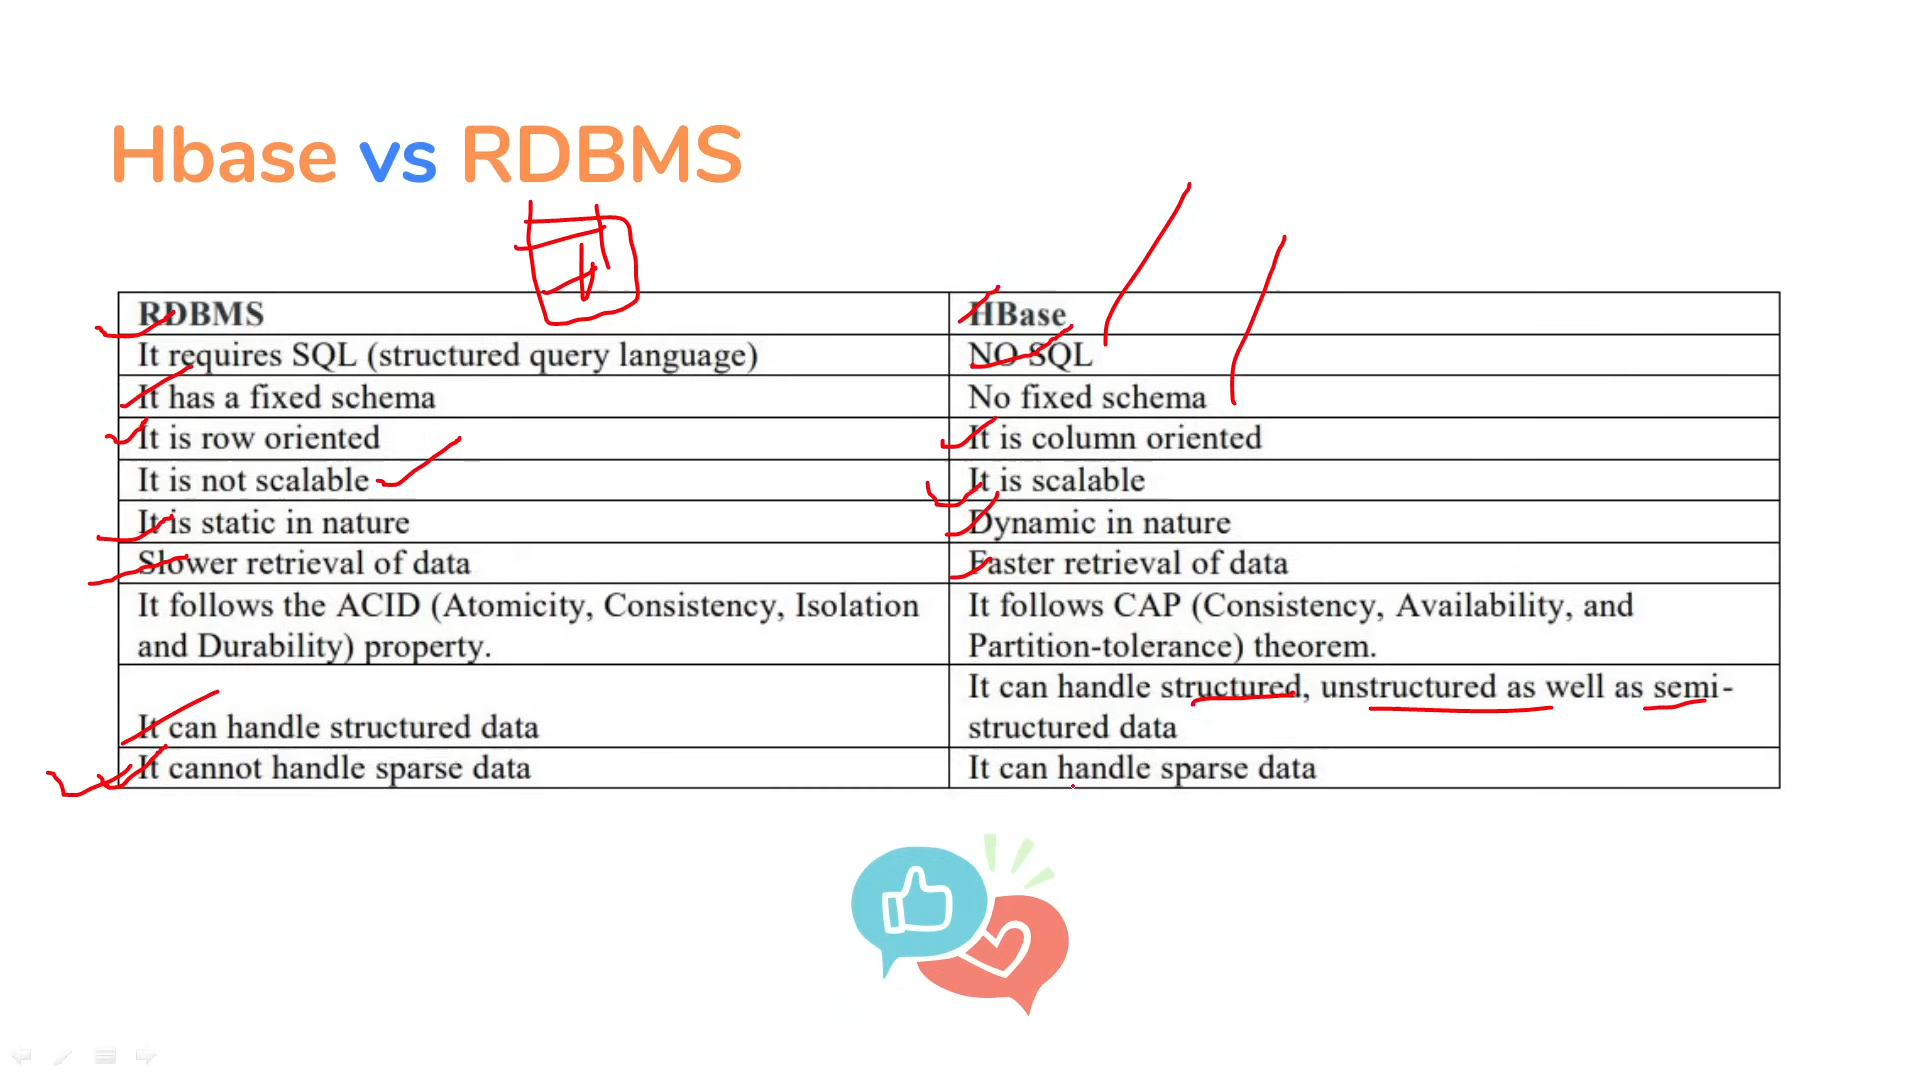 Hbase vs RDBMS
RDBMS
HBase
It requires SQL (structured query language)
NO SQL
It has a fixed schema
No fixed schema
It is row oriented
It is column oriented
It is not scalable
It is scalable
It is static in nature
Dynamic in nature
Slower retrieval of data
Faster retrieval of data
It follows the ACID (Atomicity, Consistency, Isolation
and Durability) property.
It follows CAP (Consistency, Availability, and
Partition-tolerance) theorem.
It can handle structured data
It can handle structured, unstructured as well as semi-
structured data
It cannot handle sparse data
It can handle sparse data